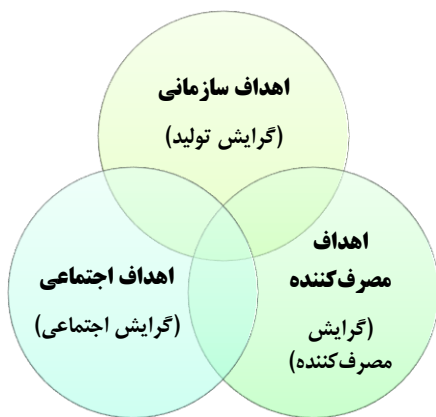 اهداف سازمانی
(گرایش تولید)
اهداف
مصرف‌کننده
(گرایش
مصرف‌کننده)
اهداف اجتماعی
(گرایش اجتماعی)